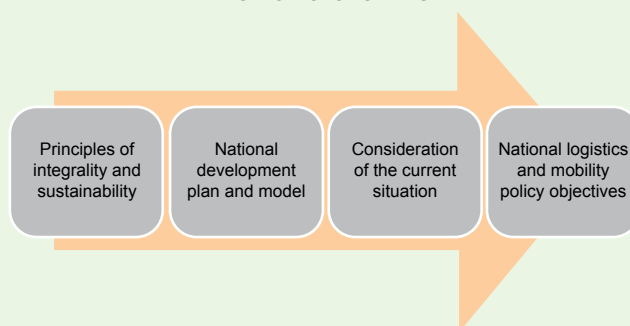 Principles of
integrality and
sustainability
National
development
plan and model
Consideration
of the current
situation
National logistics
and mobility
policy objectives